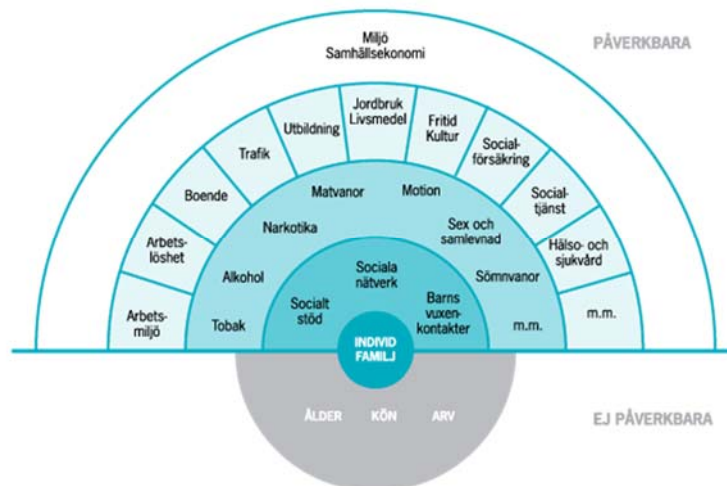 Miljö
Samhällsekonomi
PÅVERKBARA
Arbets-
miljö
Arbets-
löshet
Boende
Trafik
Utbildning
Jordbruk
Livsmedel
Fritid
Kultur
Social-
försäkring
Social-
tjänst
Hälso- och
sjukvård
m.m.
Tobak
Alkohol
Narkotika
Matvanor
Motion
Sex och
samlevnad
Sömnvanor
m.m.
Socialt
stöd
Sociala
nätverk
Barns
vuxen-
kontakter
INDIVID
FAMILJ
ÅLDER KÖN ARV
EJ PÅVERKBARA